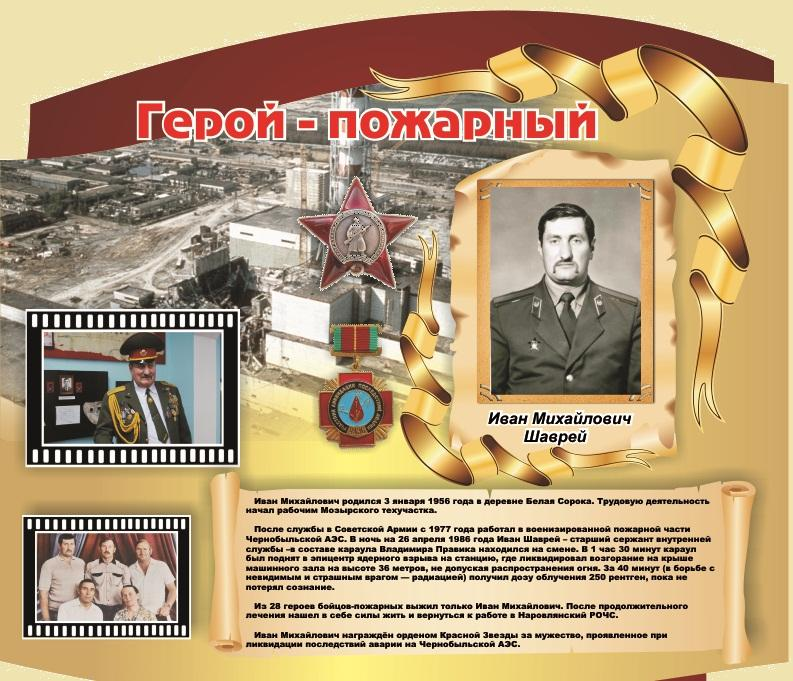 Герой - пожарный
Иван Михайлович
Шаврей
Иван Михайлович родился 3 января 1956 года в деревне Белая Сорока. Трудовую деятельность
начал рабочим Мозырского техучастка.
После службы в Советской Армии с 1977 года работал в военизированной пожарной части
Чернобыльской АЭС. В ночь на 26 апреля 1986 года Иван Шаврей – старший сержант внутренней
службы –в составе караула Владимира Правика находился на смене. В 1 час 30 минут караул
был поднят в эпицентр ядерного взрыва на станцию, где ликвидировал возгорание на крыше
машинного зала на высоте 36 метров, не допуская распространения огня. За 40 минут (в борьбе с
невидимым и страшным врагом — радиацией) получил дозу облучения 250 рентген, пока не
потерял сознание.
Из 28 героев бойцов-пожарных выжил только Иван Михайлович. После продолжительного
лечения нашел в себе силы жить и вернуться к работе в Наровлянский РОЧС.
Иван Михайлович награждён орденом Красной Звезды за мужество, проявленное при
ликвидации последствий аварии на Чернобыльской АЭС.